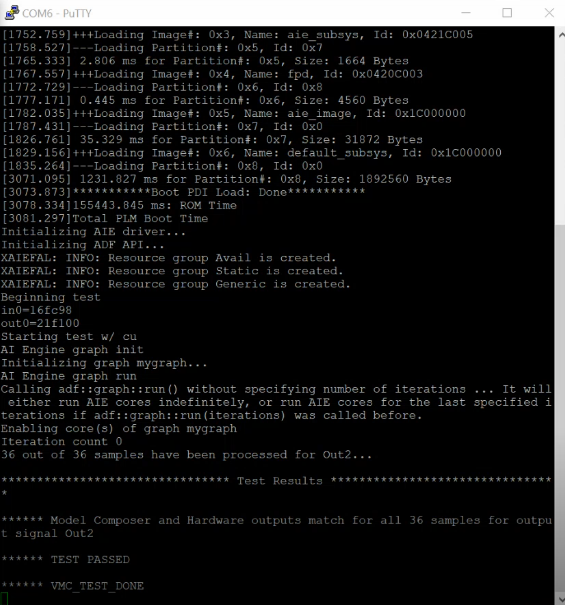 COM6 - PuTTY
[1752.759]+++Loading Image#: 0x3, Name: aie_subsys, Id: 0x0421C005
[1758.527]---Loading Partition#: 0x5, Id: 0x7
[1765.333] 2.806 ms for Partition#: 0x5, Size: 1664 Bytes
[1767.557]+++Loading Image#: 0x4, Name: fpd, Id: 0x0420C003
[1772.729]---Loading Partition#: 0x6, Id: 0x8
[1777.171] 0.445 ms for Partition#: 0x6, Size: 4560 Bytes
[1782.035]+++Loading Image#: 0x5, Name: aie_image, Id: 0x1C000000
[1787.431]---Loading Partition#: 0x7, Id: 0x0
[1826.761] 35.329 ms for Partition#: 0x7, Size: 31872 Bytes
[1829.156]+++Loading Image#: 0x6, Name: default_subsys, Id: 0x1C000000
[1835.264]---Loading Partition#: 0x8, Id: 0x0
[3071.095] 1231.827 ms for Partition#: 0x8, Size: 1892560 Bytes
[3073.873]***********Boot PDI Load: Done***********
[3078.334]155443.845 ms: ROM Time
[3081.297]Total PLM Boot Time
Initializing AIE driver...
Initializing ADF API...
XAIEFAL: INFO: Resource group Avail is created.
XAIEFAL: INFO: Resource group Static is created.
XAIEFAL: INFO: Resource group Generic is created.
Beginning test
in0=16fc98
out0=21f100
Starting test w/ cu
AI Engine graph init
Initializing graph mygraph...
AI Engine graph run
Calling adf::graph::run() without specifying number of iterations ... It will
 either run AIE cores indefinitely, or run AIE cores for the last specified i
terations if adf::graph::run(iterations) was called before.
Enabling core(s) of graph mygraph
Iteration count 0
36 out of 36 samples have been processed for Out2...
******************************** Test Results *******************************
*
****** Model Composer and Hardware outputs match for all 36 samples for outpu
t signal Out2
****** TEST PASSED
****** VMC_TEST_DONE